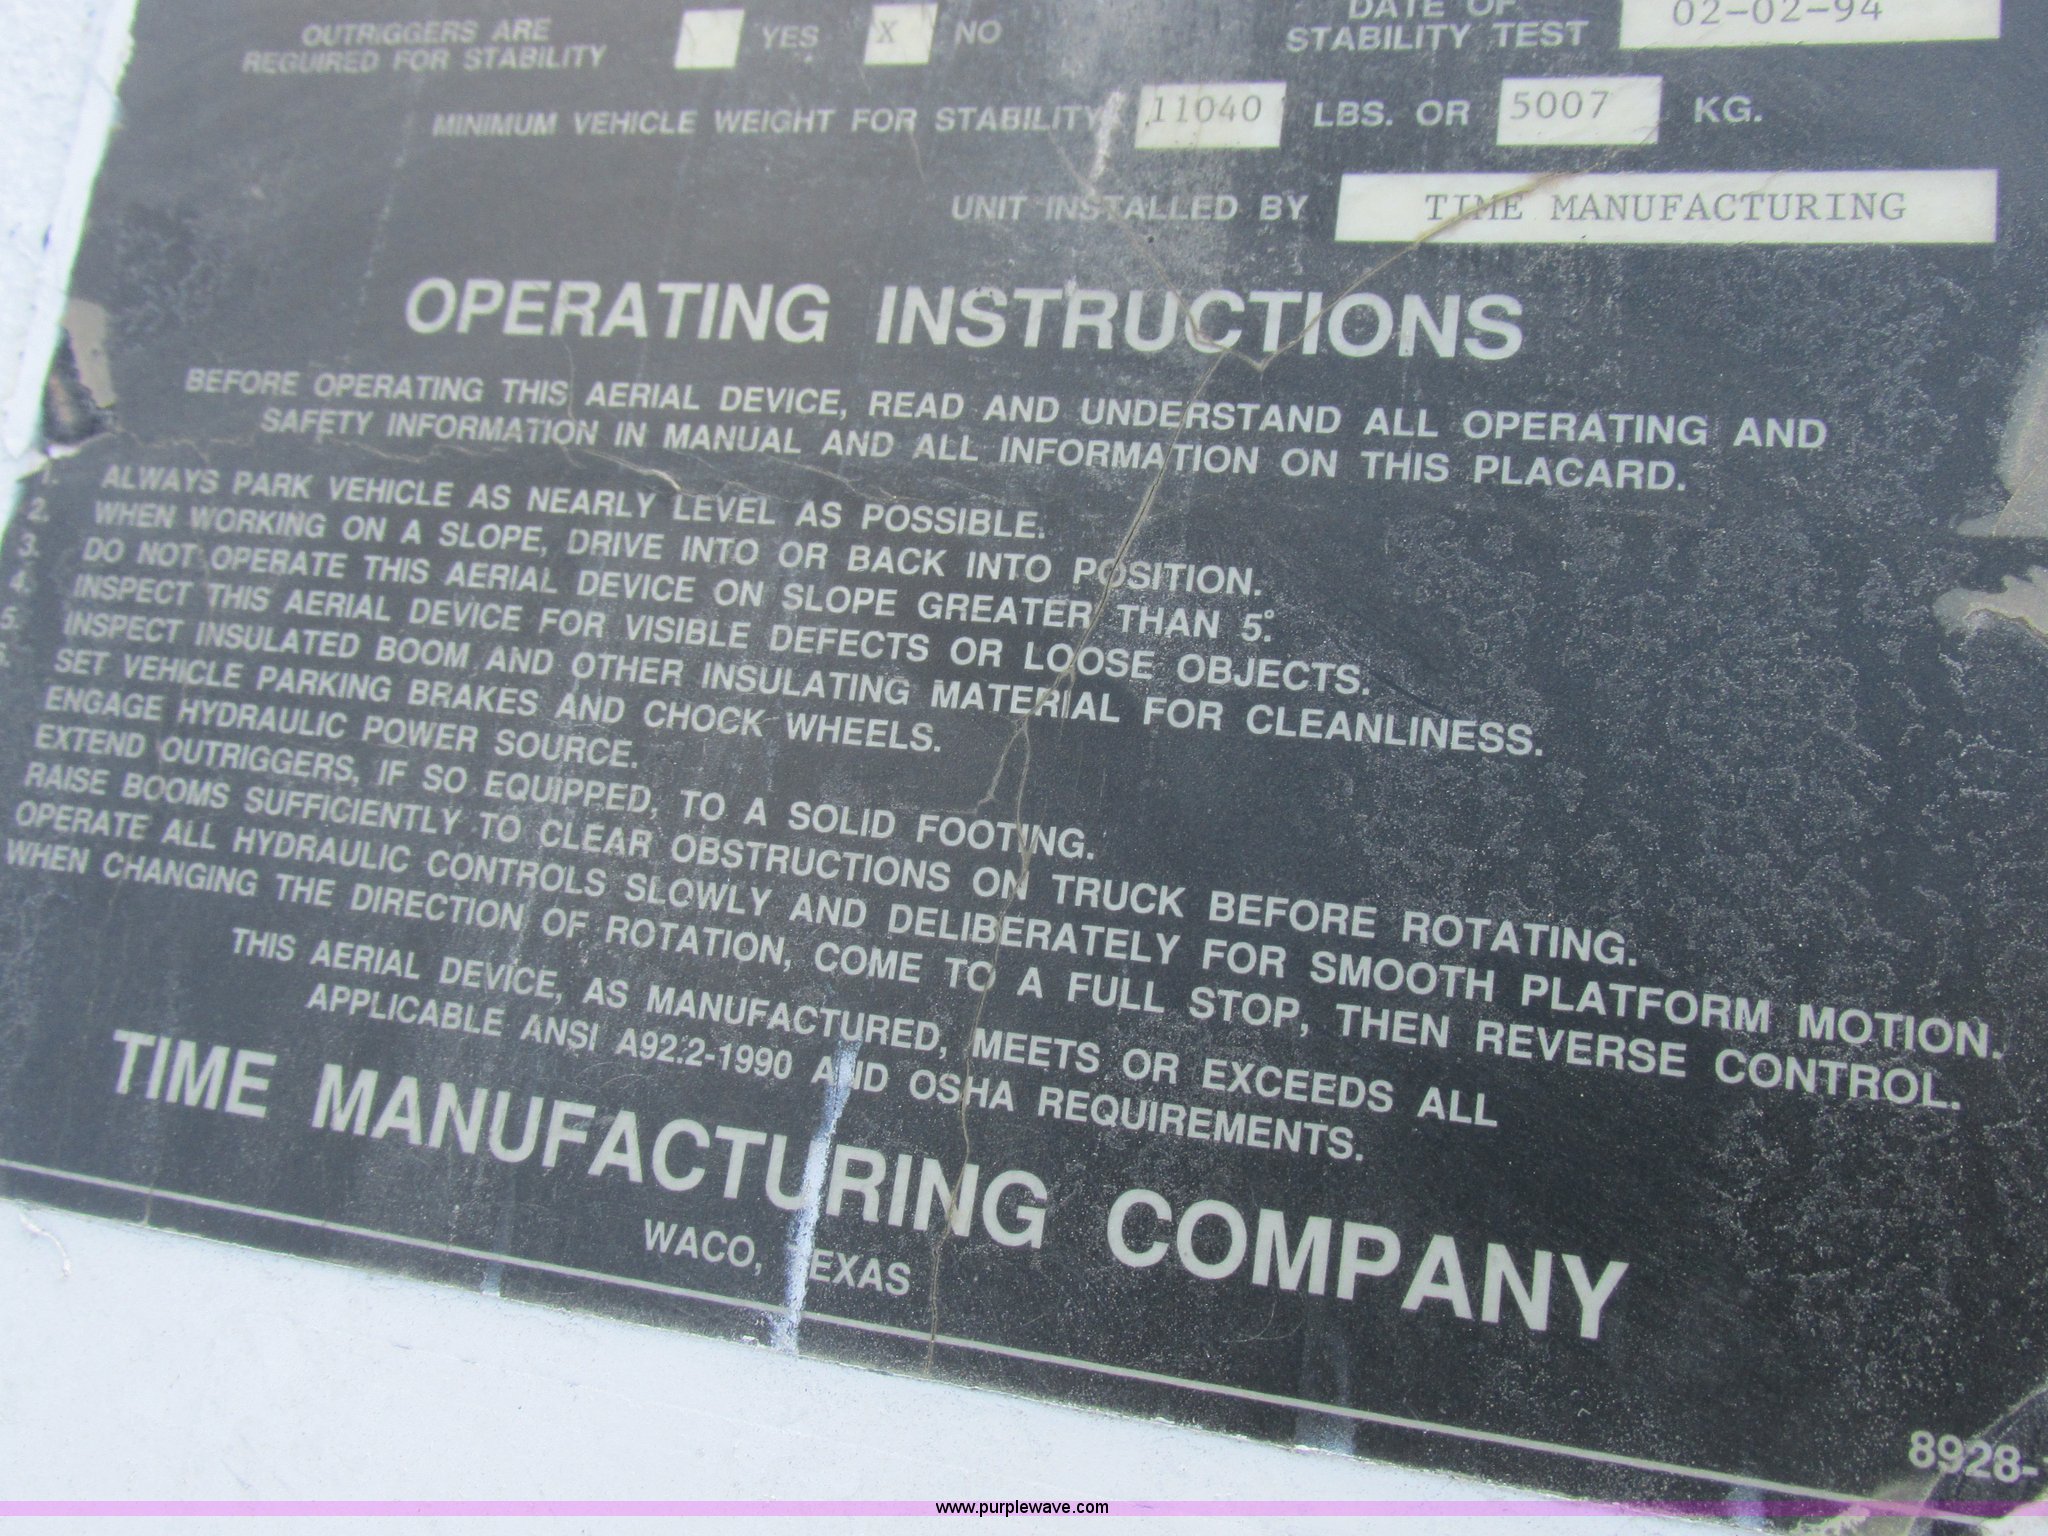 OUTRIGGERS ARE
REQUIRED FOR STABILITY
YES
X NO
DATE OF
STABILITY TEST
02-02-94
MINIMUM VEHICLE WEIGHT FOR STABILITY 11040 LBS. OR 5007 KG.
UNIT INSTALLED BY TIME MANUFACTURING
OPERATING INSTRUCTIONS
BEFORE OPERATING THIS AERIAL DEVICE, READ AND UNDERSTAND ALL OPERATING AND
SAFETY INFORMATION IN MANUAL AND ALL INFORMATION ON THIS PLACARD.
1. ALWAYS PARK VEHICLE AS NEARLY LEVEL AS POSSIBLE.
2. WHEN WORKING ON A SLOPE, DRIVE INTO OR BACK INTO POSITION.
3. DO NOT OPERATE THIS AERIAL DEVICE ON SLOPE GREATER THAN 5°.
4. INSPECT THIS AERIAL DEVICE FOR VISIBLE DEFECTS OR LOOSE OBJECTS.
5. INSPECT INSULATED BOOM AND OTHER INSULATING MATERIAL FOR CLEANLINESS.
SET VEHICLE PARKING BRAKES AND CHOCK WHEELS.
ENGAGE HYDRAULIC POWER SOURCE.
EXTEND OUTRIGGERS, IF SO EQUIPPED, TO A SOLID FOOTING.
RAISE BOOMS SUFFICIENTLY TO CLEAR OBSTRUCTIONS ON TRUCK BEFORE ROTATING.
OPERATE ALL HYDRAULIC CONTROLS SLOWLY AND DELIBERATELY FOR SMOOTH PLATFORM MOTION.
WHEN CHANGING THE DIRECTION OF ROTATION, COME TO A FULL STOP, THEN REVERSE CONTROL.
THIS AERIAL DEVICE, AS MANUFACTURED, MEETS OR EXCEEDS ALL
APPLICABLE ANSI A92.2-1990 AND OSHA REQUIREMENTS.
TIME MANUFACTURING COMPANY
WACO, TEXAS
8928-
www.purplewave.com